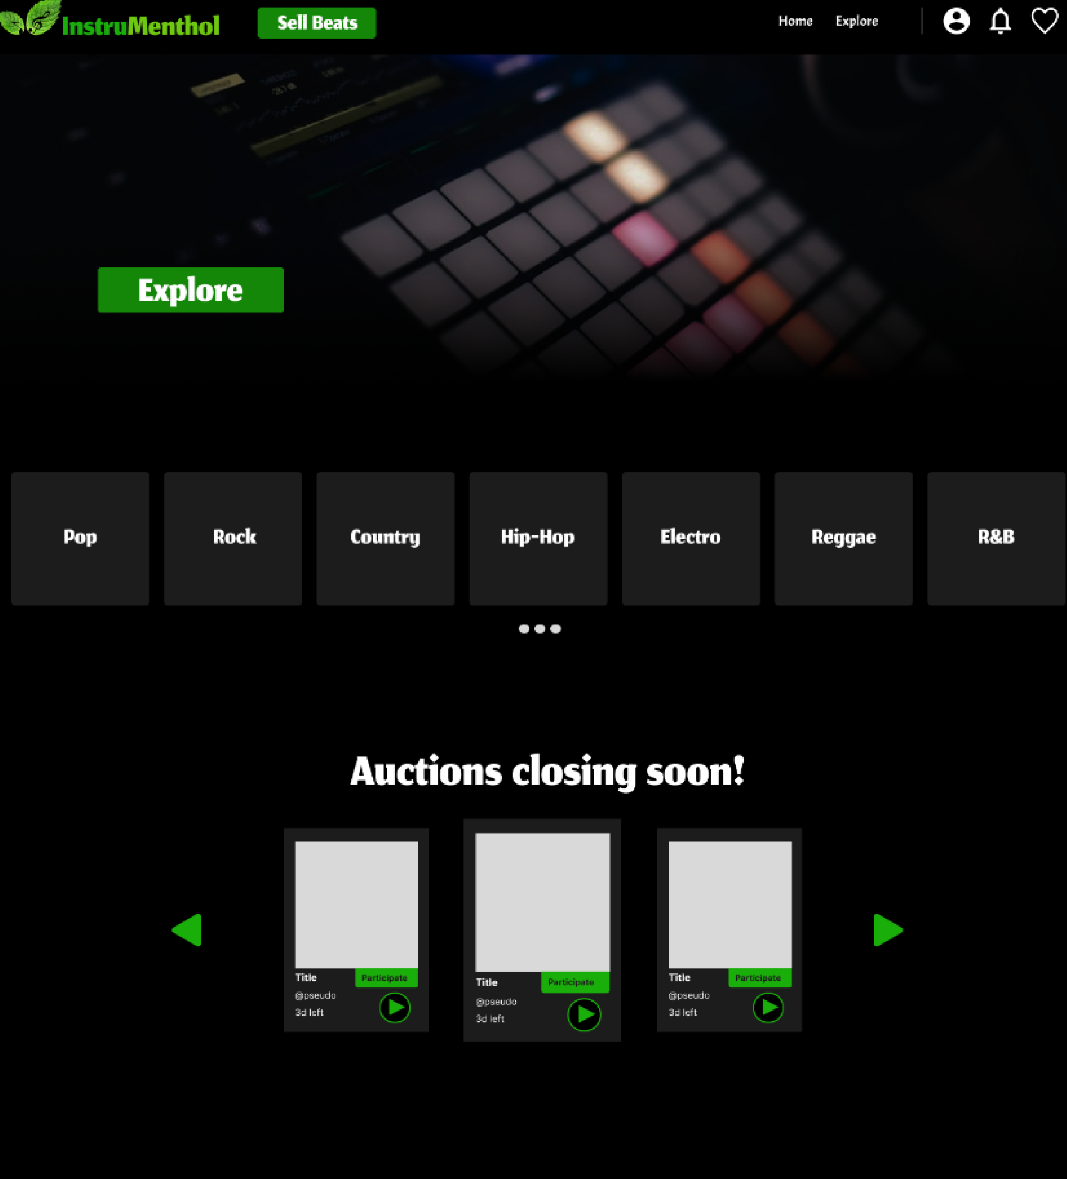 InstruMenthol
Sell Beats
Home
Explore
Explore
Pop
Rock
Country
Hip-Hop
Electro
Reggae
R&B
Auctions closing soon!
Title
Participate
@pseudo
3d left
Title
Participate
@pseudo
3d left
Title
Participate
@pseudo
3d left